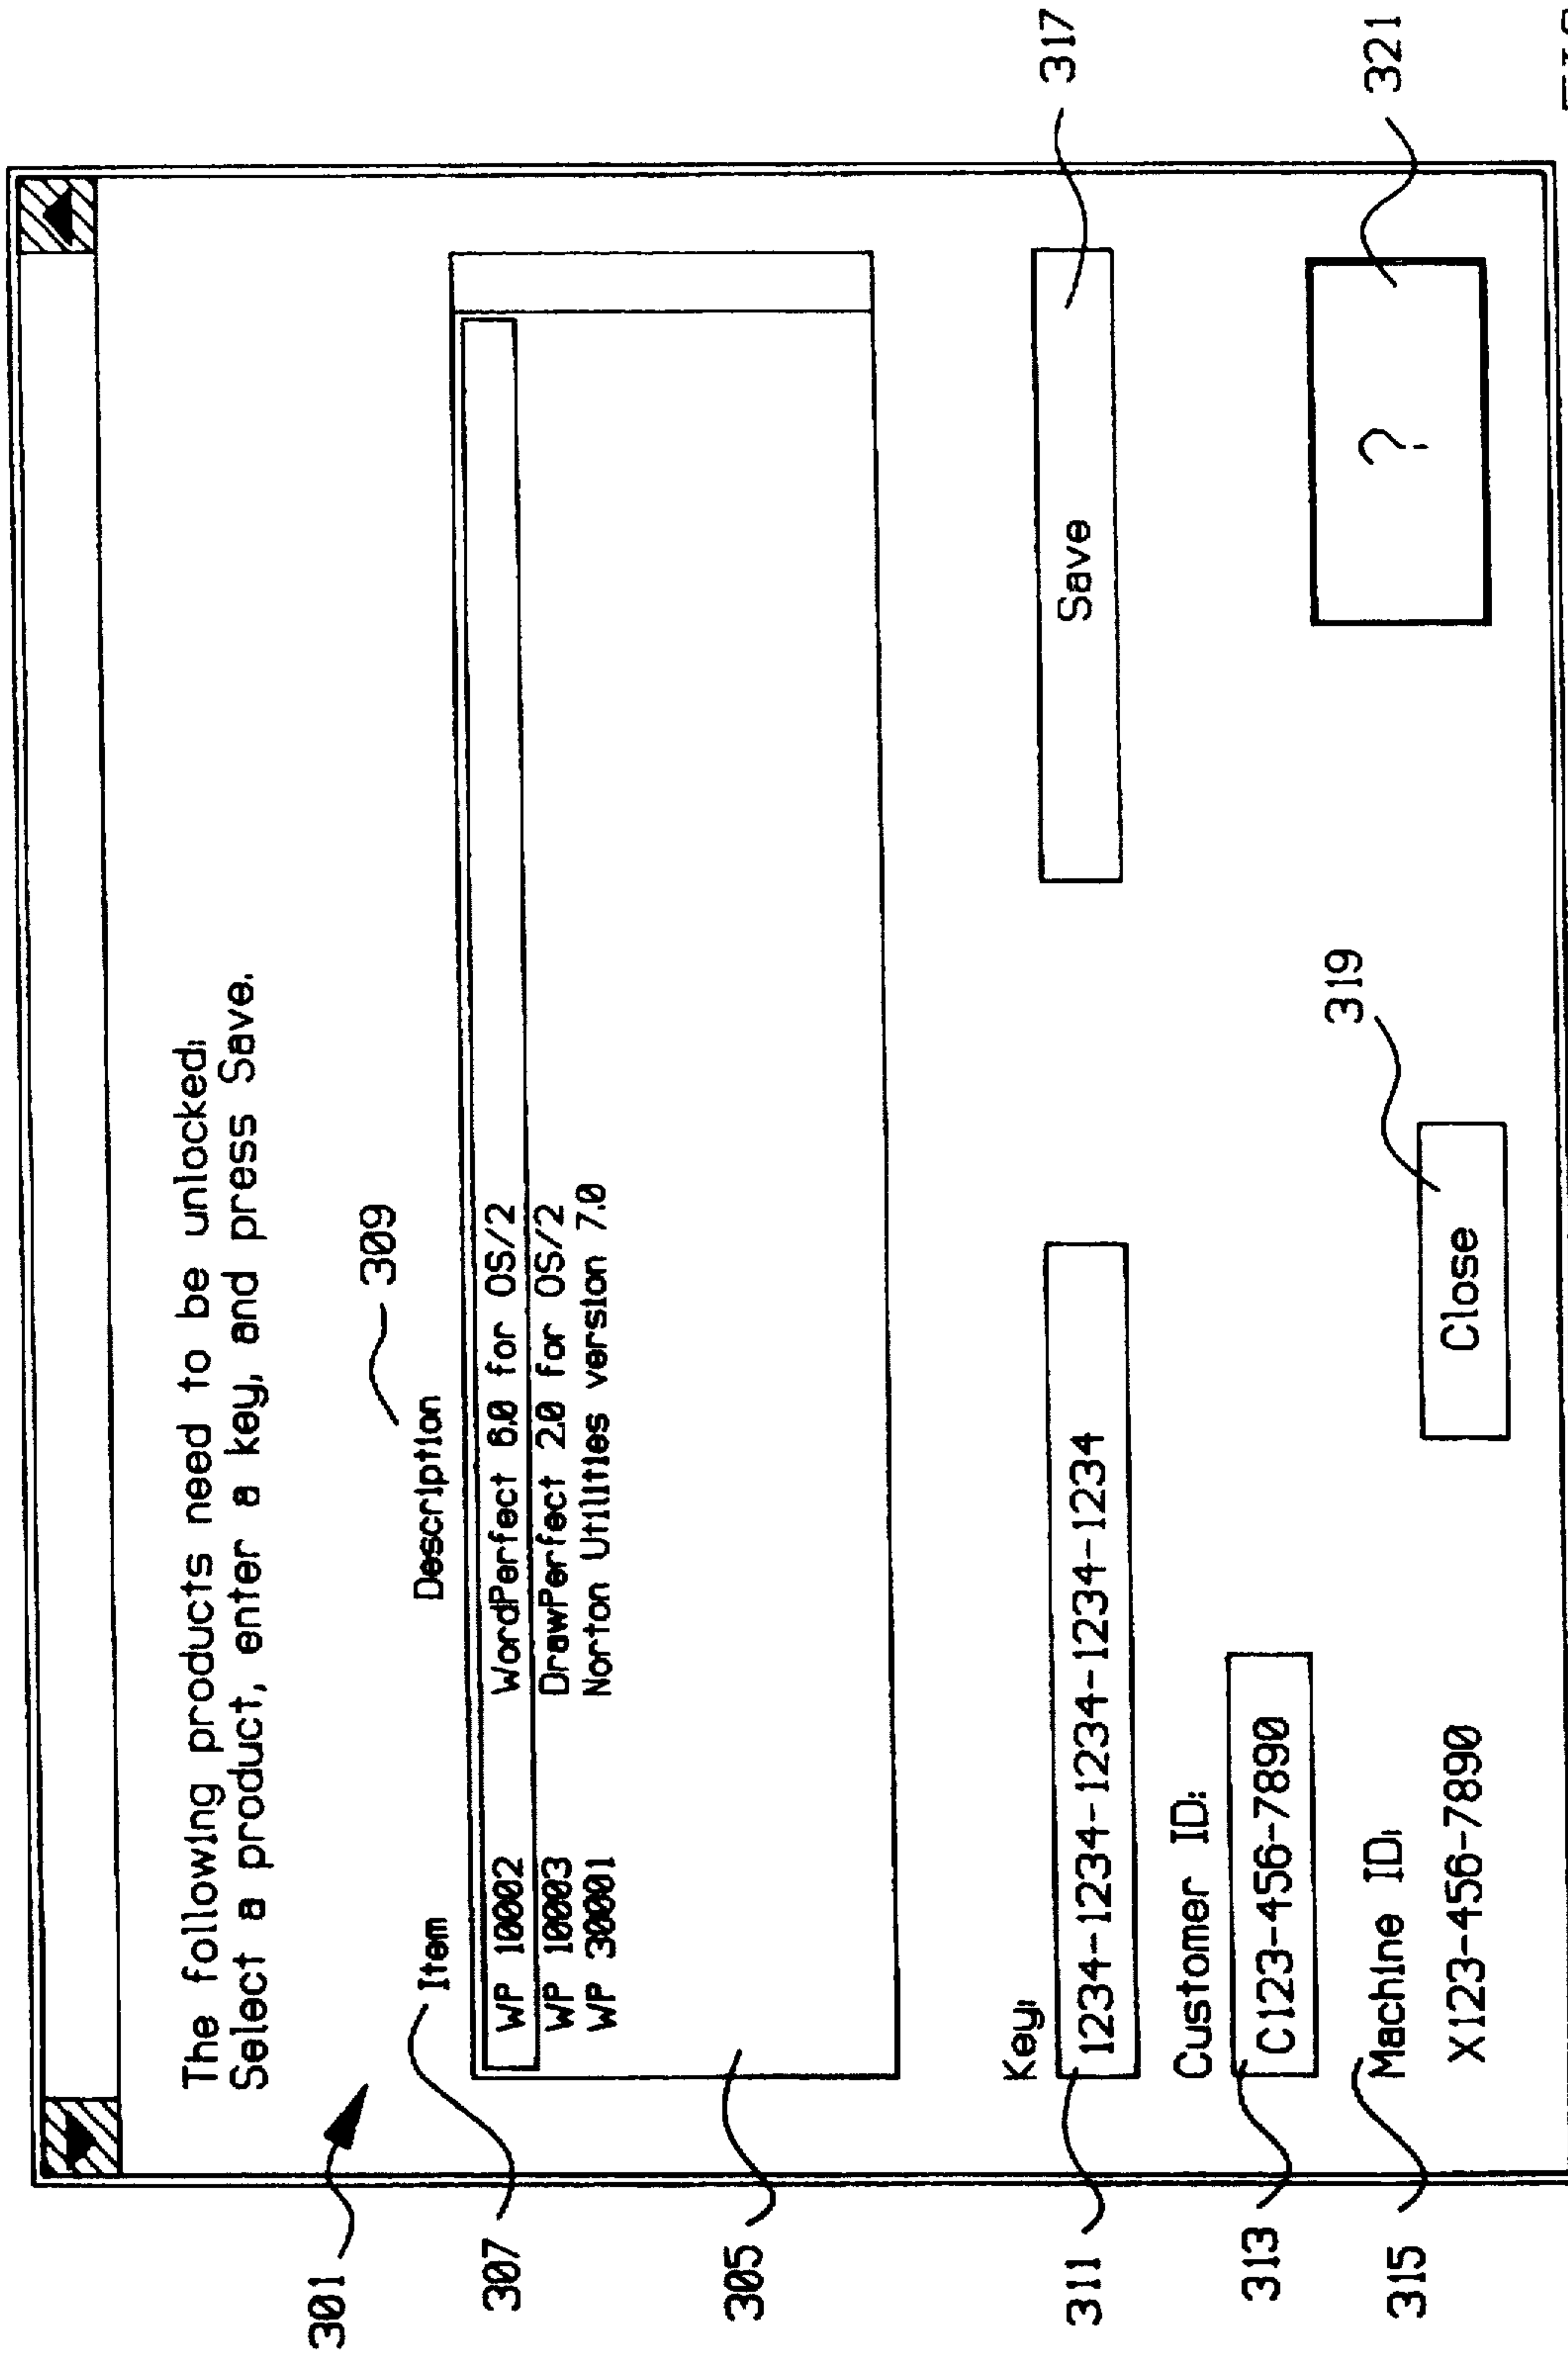 The following products need to be unlocked:
Select a product, enter a key, and press Save.
301
307
Item
Description
309
WP 10002 WordPerfect 6.0 for OS/2
WP 10003 DrawPerfect 2.0 for OS/2
WP 30001 Norton Utilities version 7.0
305
Key:
311
1234-1234-1234-1234-1234-1234
Save
317
Customer ID:
313
C123-456-7890
319
315
Machine ID:
X123-456-7890
Close
?
321